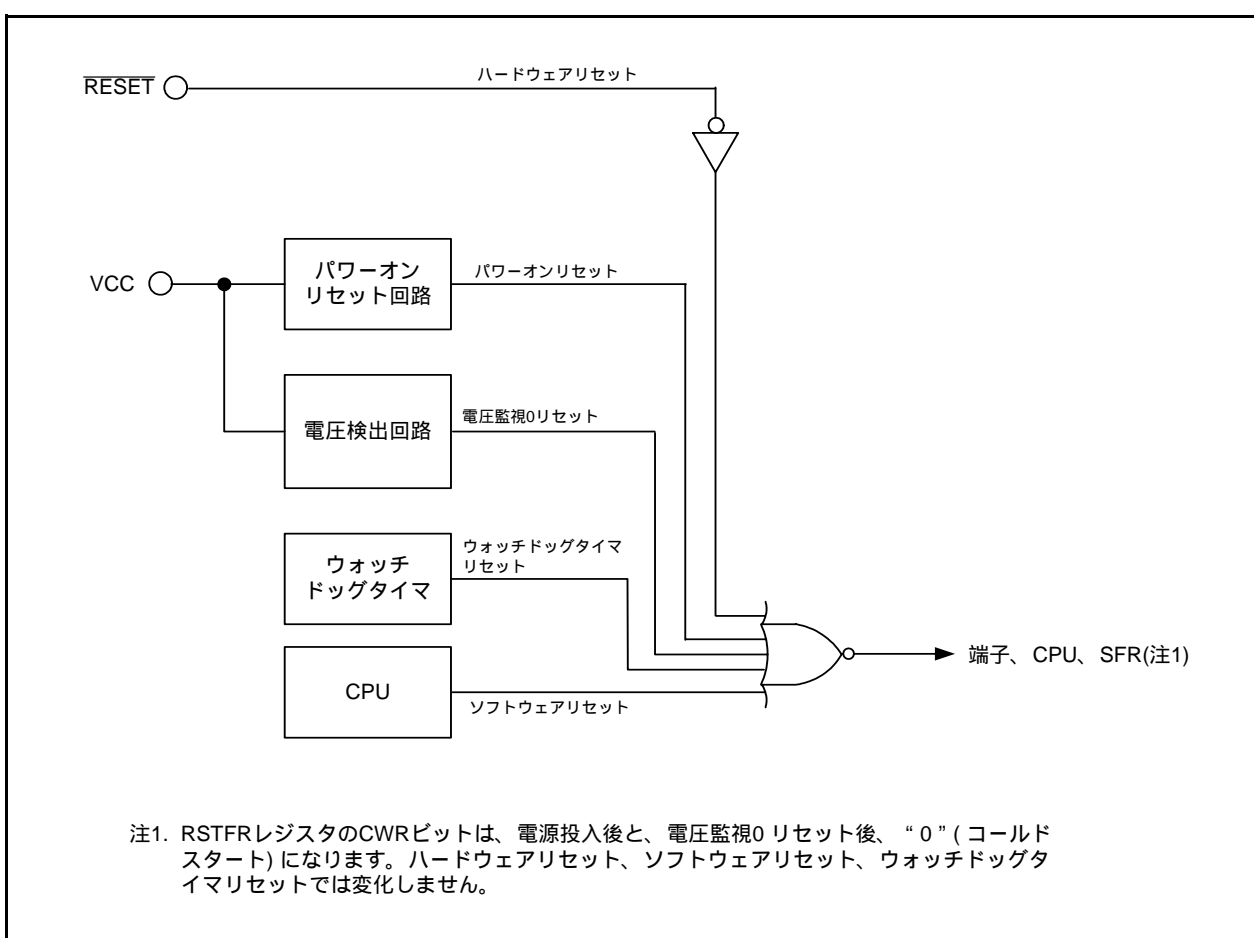 RESET
ハードウェアリセット
VCC
パワーオン
リセット回路
パワーオンリセット
電圧検出回路
電圧監視0リセット
ウォッチ
ドッグタイマ
ウォッチドッグタイマ
リセット
CPU
ソフトウェアリセット
端子、CPU、SFR(注1)
注1. RSTFRレジスタのCWRビットは、電源投入後と、電圧監視0 リセット後、“ 0 ” ( コールド
スタート) になります。ハードウェアリセット、ソフトウェアリセット、ウォッチドッグタ
イマリセットでは変化しません。